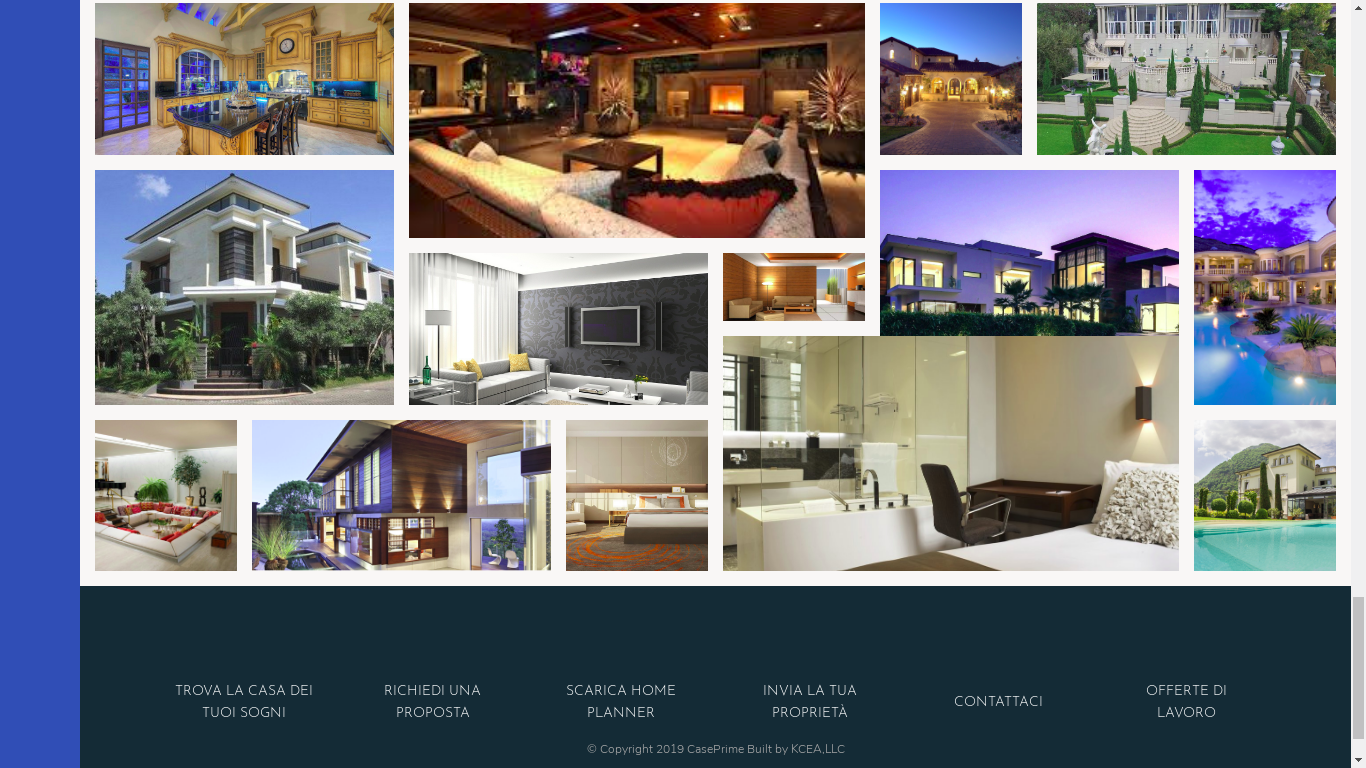 TROVA LA CASA DEI
TUOI SOGNI
RICHIEDI UNA
PROPOSTA
SCARICA HOME
PLANNER
INVIA LA TUA
PROPRIETÀ
CONTATTACI
OFFERTE DI
LAVORO
© Copyright 2019 CasePrime Built by KCEA,LLC